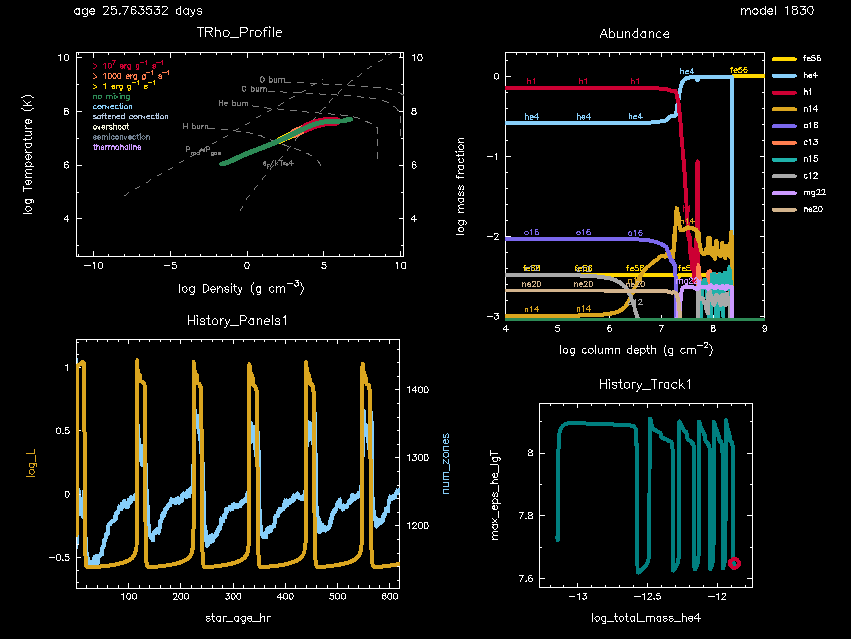 age 25.763532 days
model 1830
TRho_Profile
> 10⁷ erg g⁻¹ s⁻¹
> 1000 erg g⁻¹ s⁻¹
> 1 erg g⁻¹ s⁻¹
no mixing
convection
softened convection
overshoot
semiconvection
thermohaline
O burn
C burn
He burn
H burn
10
8
6
4
10
8
6
4
−10
−5
0
5
10
log Temperature (K)
log Density (g cm⁻³)
Abundance
fe56
he4
h1
n14
o16
c13
n15
c12
mg22
ne20
he4
fe56
h1
h1
h1
he4
he4
he4
o16
o16
o16
n14
fe56
fe56
fe56
ne20
ne20
ne20
mg22
n14
n14
0
−1
−2
−3
4
5
6
7
8
9
log mass fraction
log column depth (g cm⁻²)
History_Panels1
1
0.5
0
−0.5
1400
1300
1200
100
200
300
400
500
600
log_L
num_zones
star_age_hr
History_Track1
8
7.8
7.6
−13
−12.5
−12
max_eps_he_lgT
log_total_mass_he4